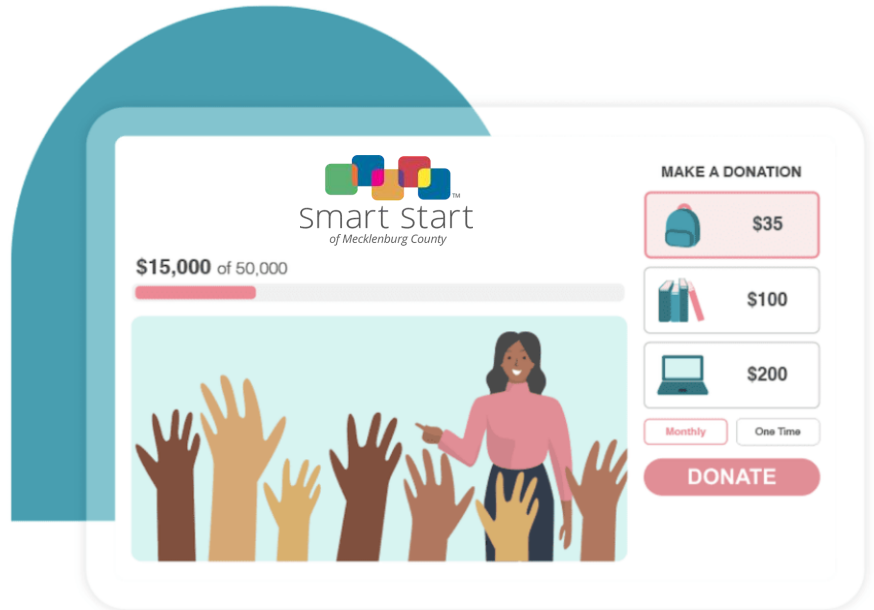 Smart Start
TM
of Mecklenburg County
$15,000 of 50,000
MAKE A DONATION
$35
$100
$200
Monthly
One Time
DONATE